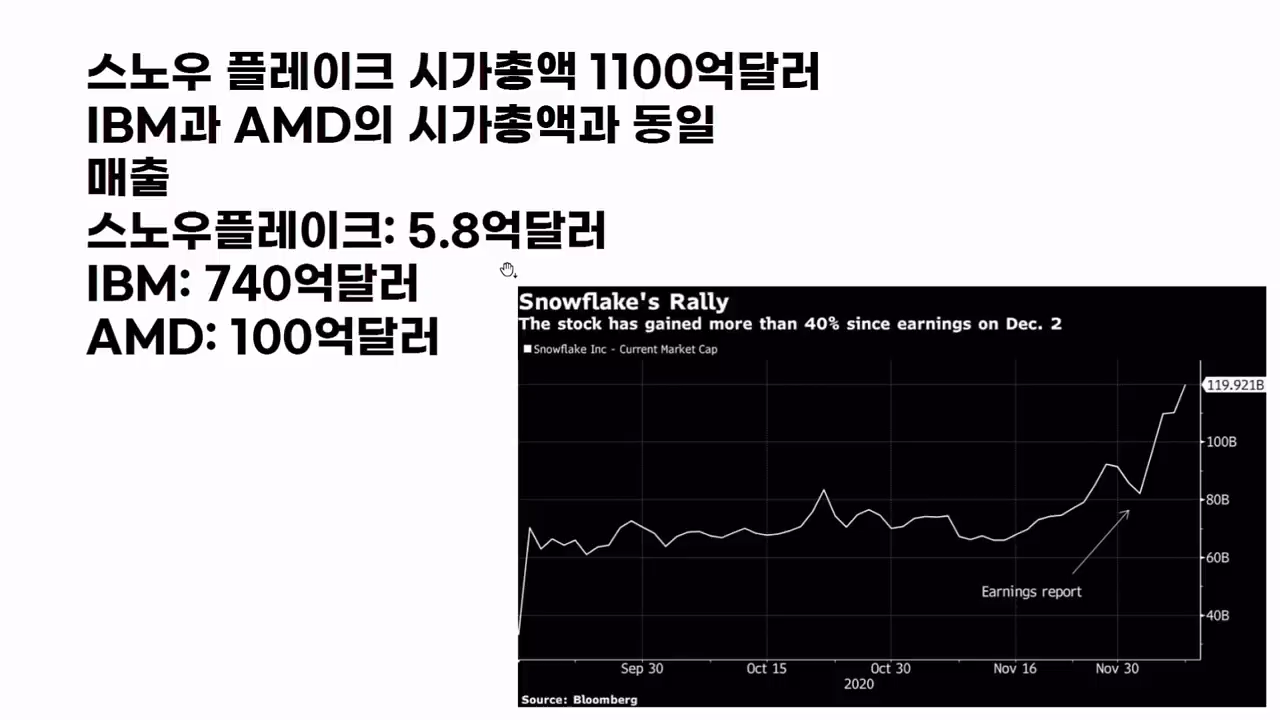 스노우 플레이크 시가총액 1100억달러
IBM과 AMD의 시가총액과 동일
매출
스노우플레이크: 5.8억달러
IBM: 740억달러
AMD: 100억달러
Snowflake's Rally
The stock has gained more than 40% since earnings on Dec. 2
Snowflake Inc - Current Market Cap
119.921B
100B
80B
60B
Earnings report
40B
Sep 30 Oct 15 Oct 30 Nov 16 Nov 30
2020
Source: Bloomberg